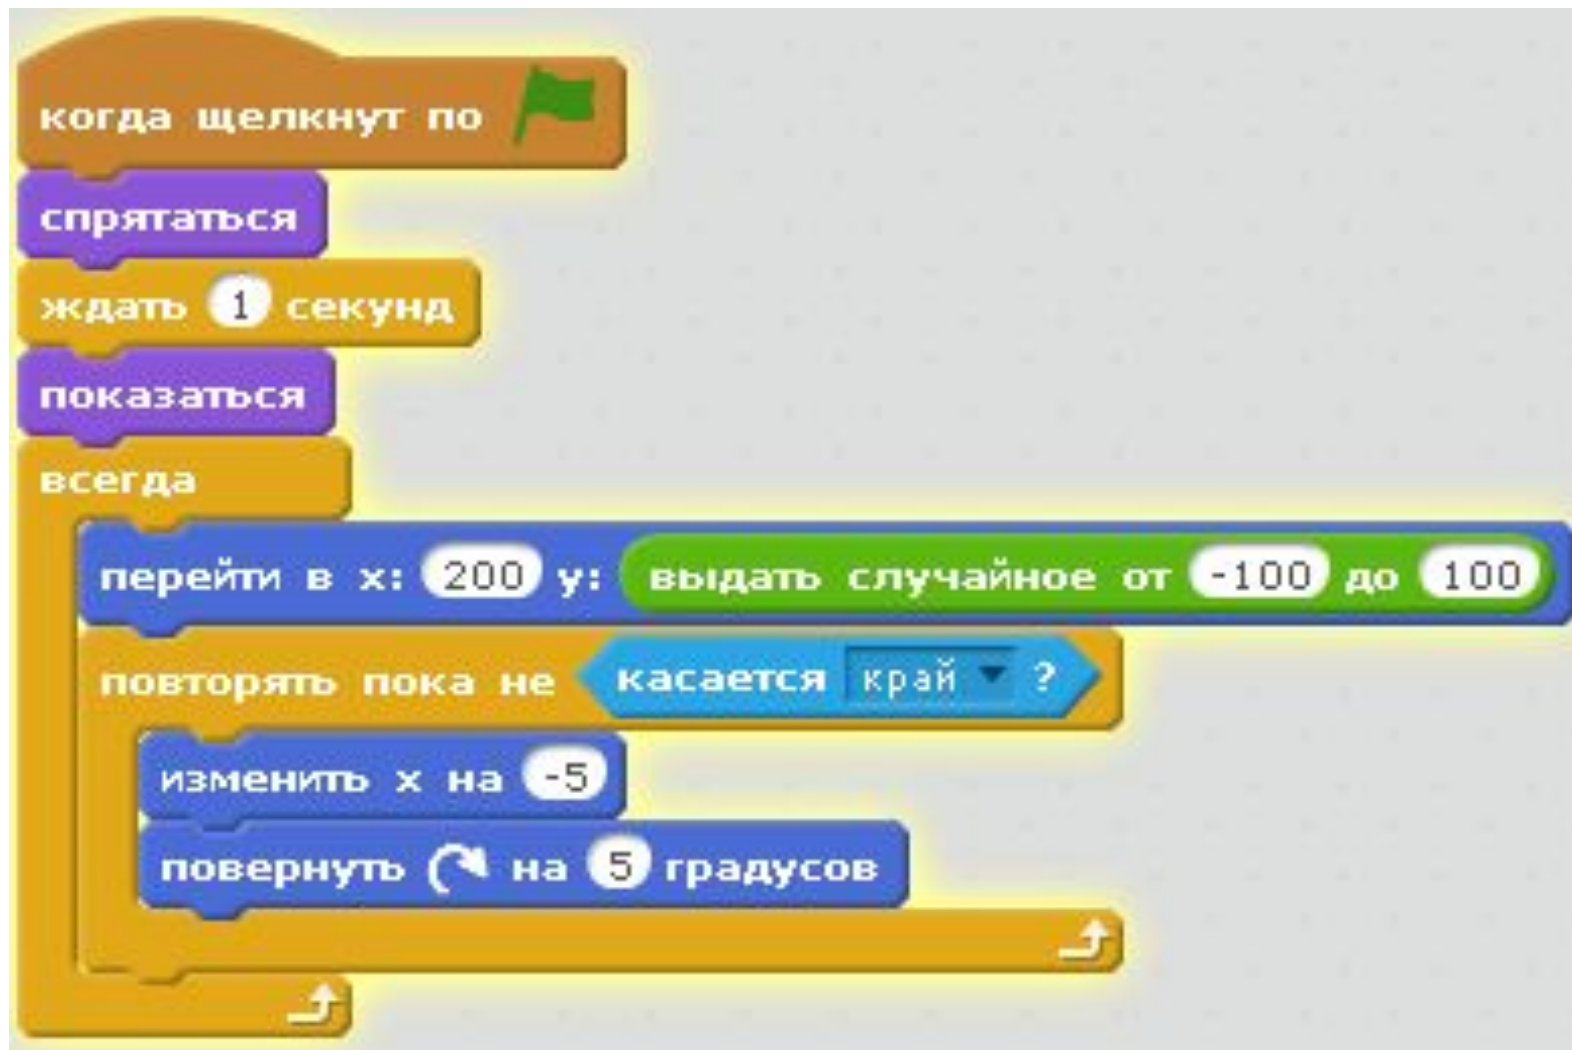 когда щелкнут по
спрятаться
ждать 1 секунд
показаться
всегда
перейти в x: 200 y: выдать случайное от -100 до 100
повторять пока не касается край ?
изменить х на -5
повернуть на 5 градусов